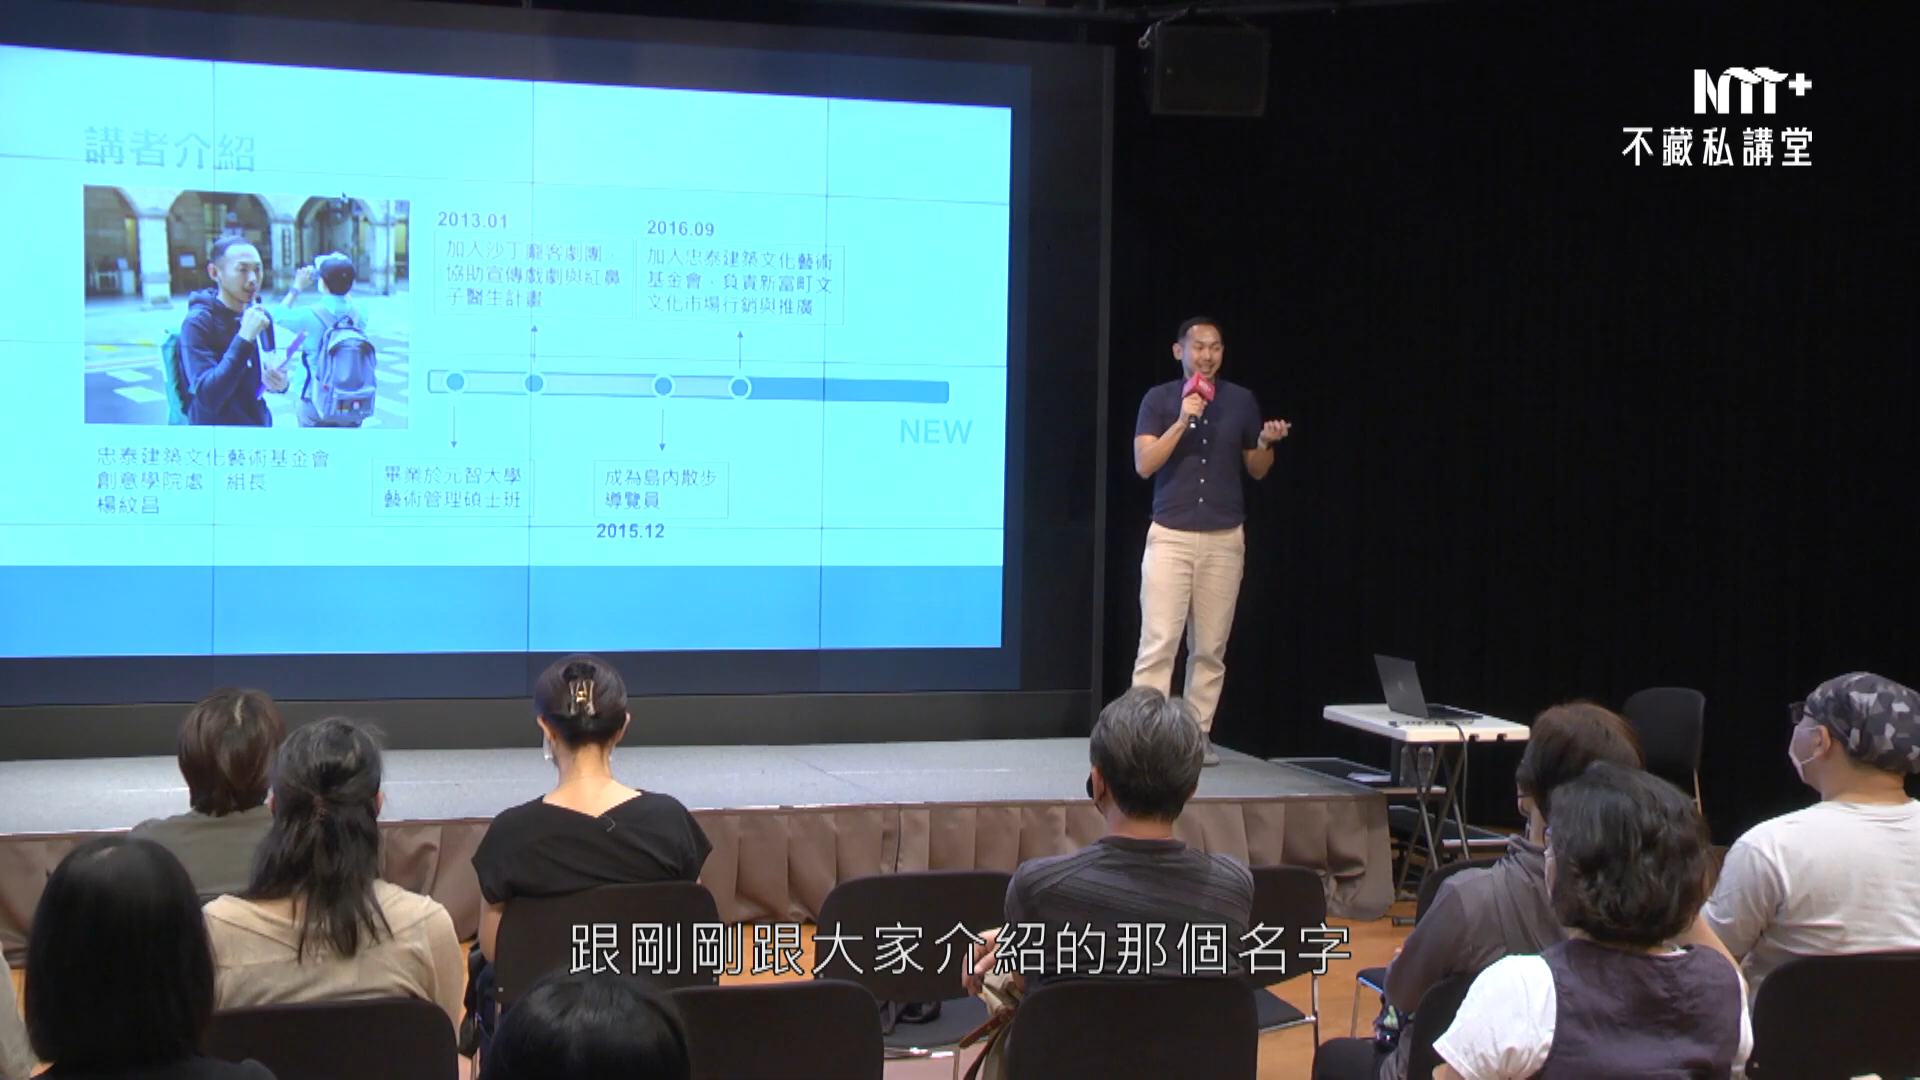 NTT+
不藏私講堂
講者介紹
2013.01
加入沙丁龐客劇團，
協助宣傳戲劇與紅鼻
子醫生計畫
2016.09
加入忠泰建築文化藝術
基金會，負責新富町文
文化市場行銷與推廣
NEW
忠泰建築文化藝術基金會
創意學院處 組長
楊紋昌
畢業於元智大學
藝術管理碩士班
成為島內散步
導覽員
2015.12
跟剛剛跟大家介紹的那個名字